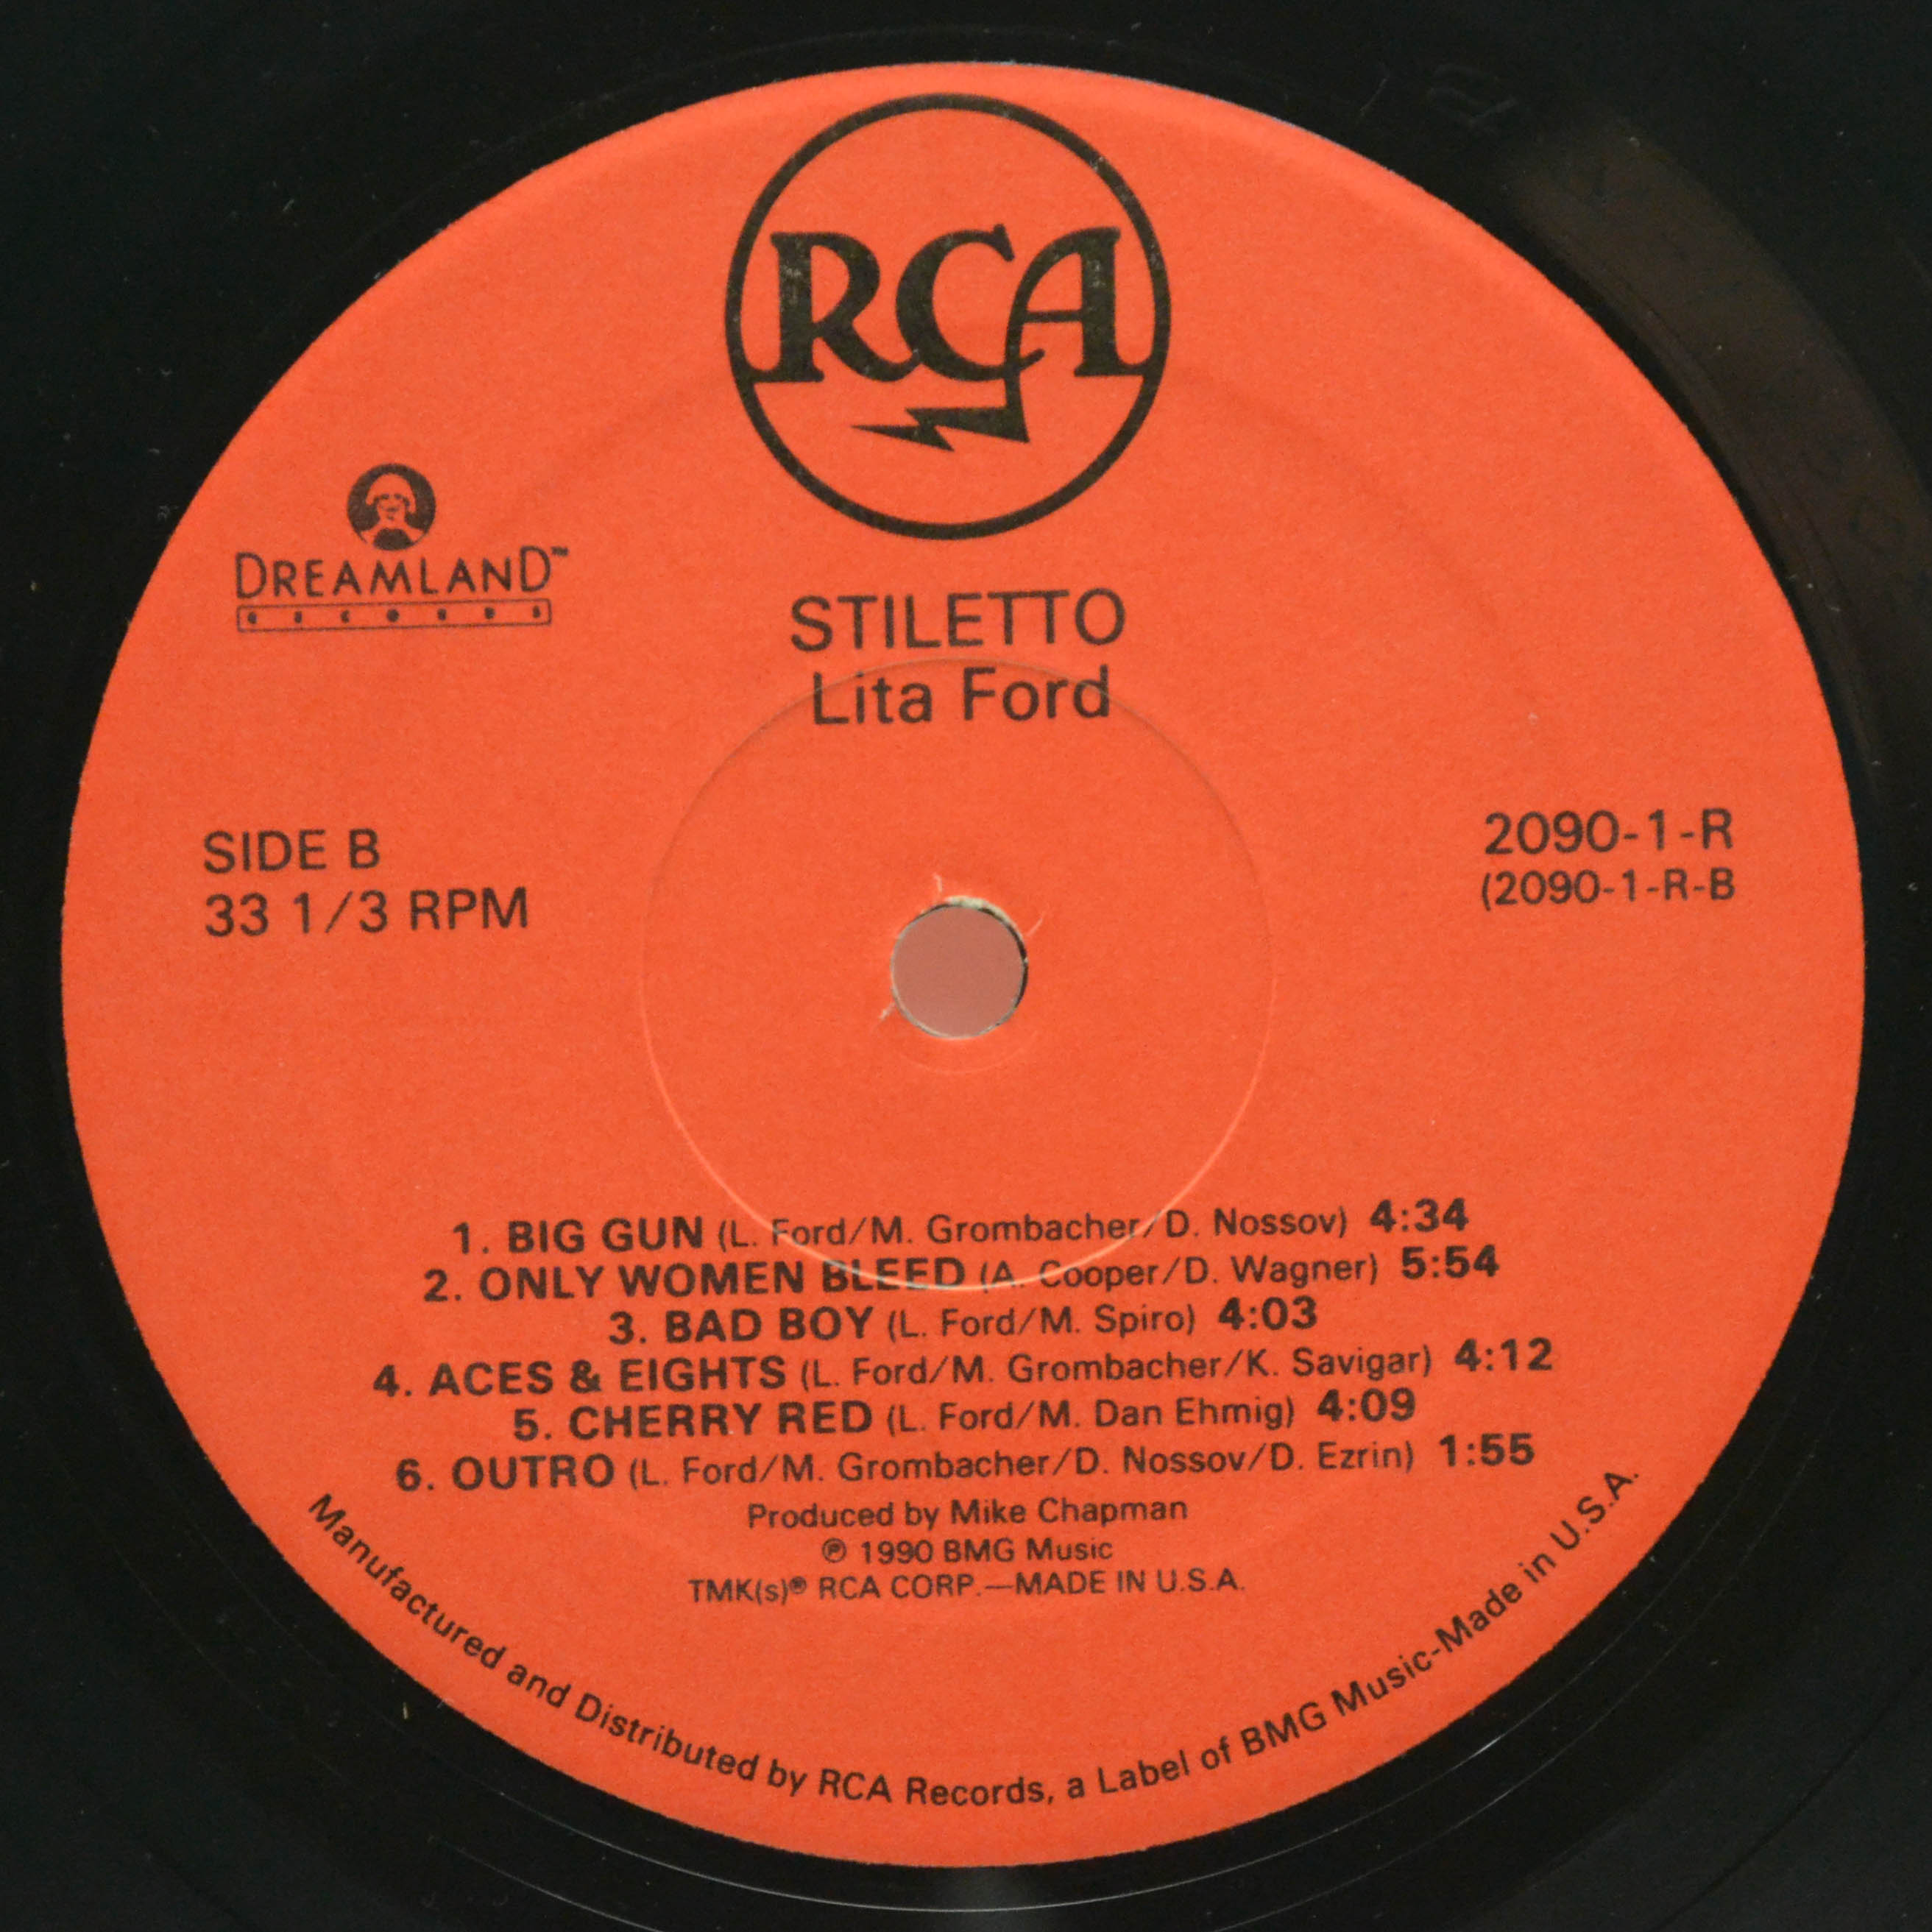 RCA
DREAMLAND™
RECORDS
STILETTO
Lita Ford
SIDE B
33 1/3 RPM
2090-1-R
(2090-1-R-B
1. BIG GUN (L. Ford/M. Grombacher/D. Nossov) 4:34
2. ONLY WOMEN BLEED (A. Cooper/D. Wagner) 5:54
3. BAD BOY (L. Ford/M. Spiro) 4:03
4. ACES & EIGHTS (L. Ford/M. Grombacher/K. Savigar) 4:12
5. CHERRY RED (L. Ford/M. Dan Ehmig) 4:09
6. OUTRO (L. Ford/M. Grombacher/D. Nossov/D. Ezrin) 1:55
Produced by Mike Chapman
℗ 1990 BMG Music
TMK(s)® RCA CORP.—MADE IN U.S.A.
Manufactured and Distributed by RCA Records, a Label of BMG Music-Made in U.S.A.